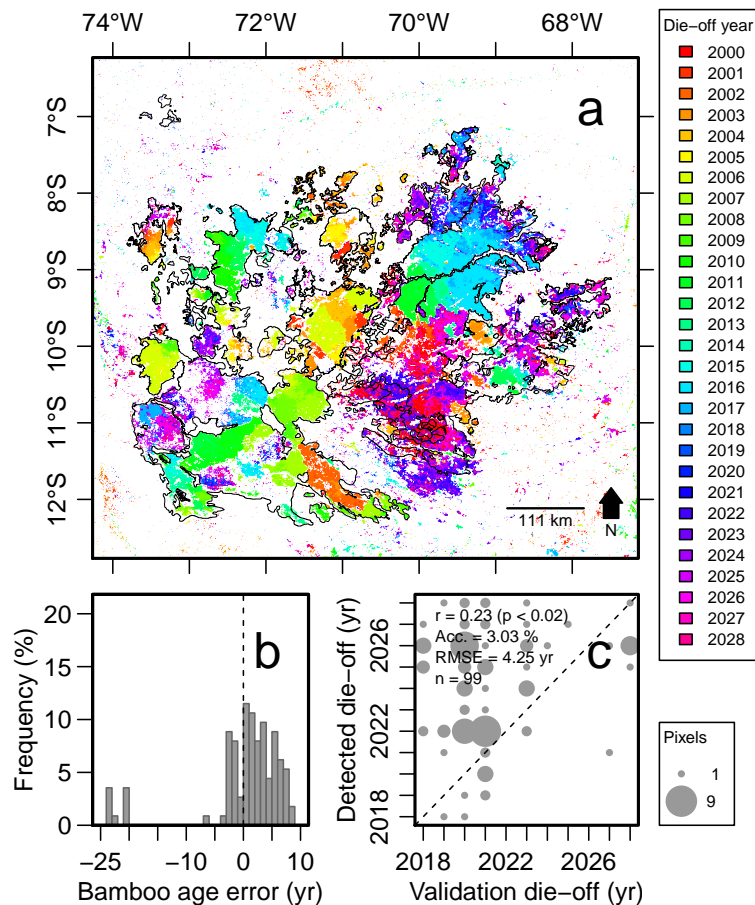 74°W 72°W 70°W 68°W
Die−off year
2000
2001
2002
2003
2004
2005
2006
2007
2008
2009
2010
2011
2012
2013
2014
2015
2016
2017
2018
2019
2020
2021
2022
2023
2024
2025
2026
2027
2028
a
7°S
8°S
9°S
10°S
11°S
12°S
111 km
N
b
Frequency (%)
20
15
10
5
0
−25 −10 0 10
Bamboo age error (yr)
c
r = 0.23 (p < 0.02)
Acc. = 3.03 %
RMSE = 4.25 yr
n = 99
Detected die−off (yr)
2026
2022
2018
2018 2022 2026
Validation die−off (yr)
Pixels
1
9